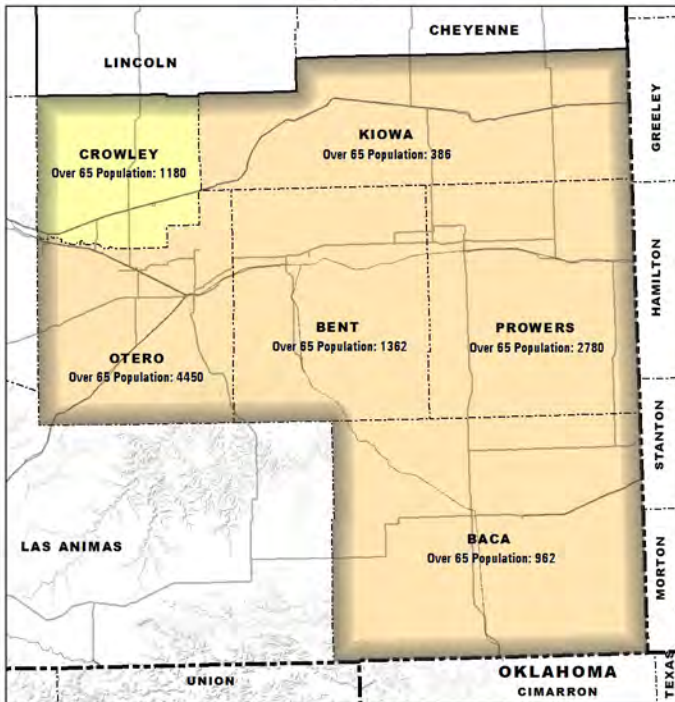 CHEYENNE
LINCOLN
GREELEY
KIOWA
Over 65 Population: 386
CROWLEY
Over 65 Population: 1180
HAMILTON
BENT
Over 65 Population: 1362
PROWERS
Over 65 Population: 2780
OTERO
Over 65 Population: 4450
STANTON
LAS ANIMAS
BACA
Over 65 Population: 962
MORTON
UNION
OKLAHOMA
CIMARRON
TEXAS